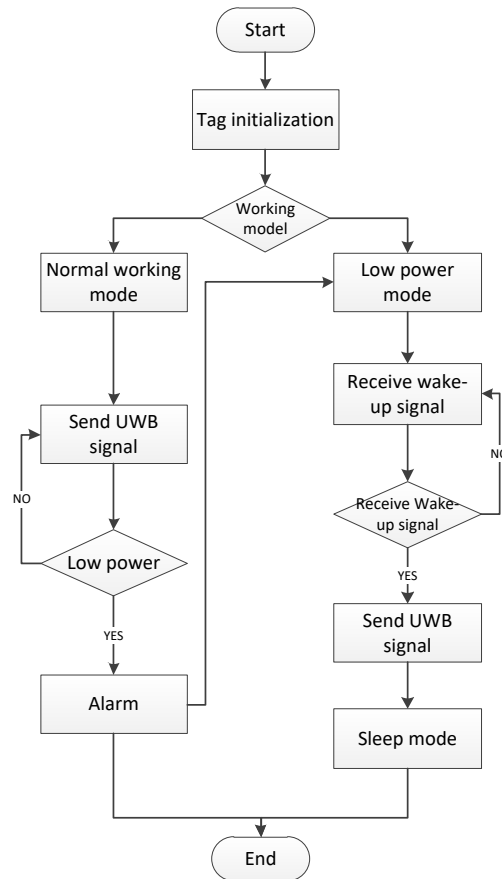 Start
Tag initialization
Working
model
Normal working
mode
Low power
mode
Send UWB
signal
Receive wake-
up signal
NO
NO
Low power
Receive Wake-
up signal
YES
YES
Send UWB
signal
Alarm
Sleep mode
End